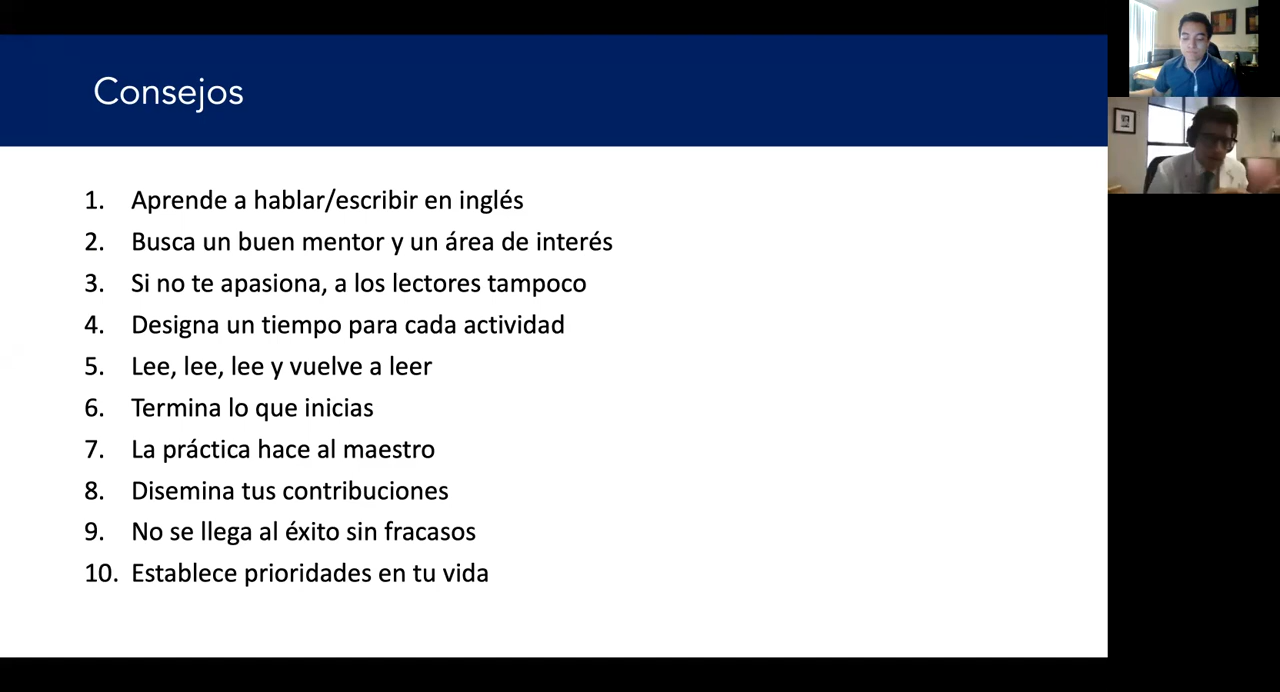 Consejos
1. Aprende a hablar/escribir en inglés
2. Busca un buen mentor y un área de interés
3. Si no te apasiona, a los lectores tampoco
4. Designa un tiempo para cada actividad
5. Lee, lee, lee y vuelve a leer
6. Termina lo que inicias
7. La práctica hace al maestro
8. Disemina tus contribuciones
9. No se llega al éxito sin fracasos
10. Establece prioridades en tu vida